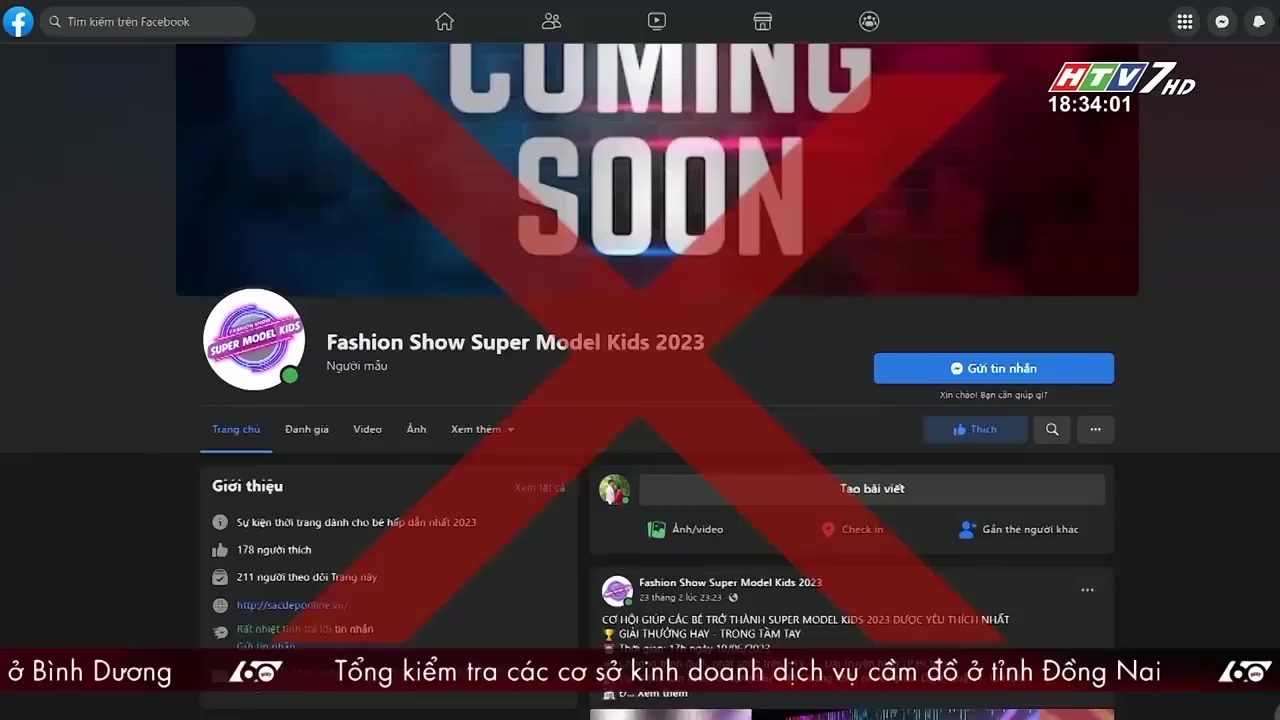 Tìm kiếm trên Facebook
COMING
SOON
HTV7 HD
18:34:01
FASHION SHOW
SUPER MODEL KIDS
Fashion Show Super Model Kids 2023
Người mẫu
Gửi tin nhắn
Xin chào! Bạn cần giúp gì?
Trang chủ
Đánh giá
Video
Ảnh
Xem thêm
Thích
Giới thiệu
Xem tất cả
Sự kiện thời trang dành cho bé hấp dẫn nhất 2023
178 người thích
211 người theo dõi Trang này
http://sacdeponline.vn/
Rất nhiệt tình trả lời tin nhắn
Gửi tin nhắn
Tạo bài viết
Ảnh/video
Check in
Gắn thẻ người khác
Fashion Show Super Model Kids 2023
23 tháng 2 lúc 23:23
CƠ HỘI GIÚP CÁC BÉ TRỞ THÀNH SUPER MODEL KIDS 2023 ĐƯỢC YÊU THÍCH NHẤT
🏆 GIẢI THƯỞNG HAY - TRONG TẦM TAY
Thời gian: 17h ngày 10/06/2023
Xem thêm
ở Bình Dương
60 giây
Tổng kiểm tra các cơ sở kinh doanh dịch vụ cầm đồ ở tỉnh Đồng Nai
60 giây